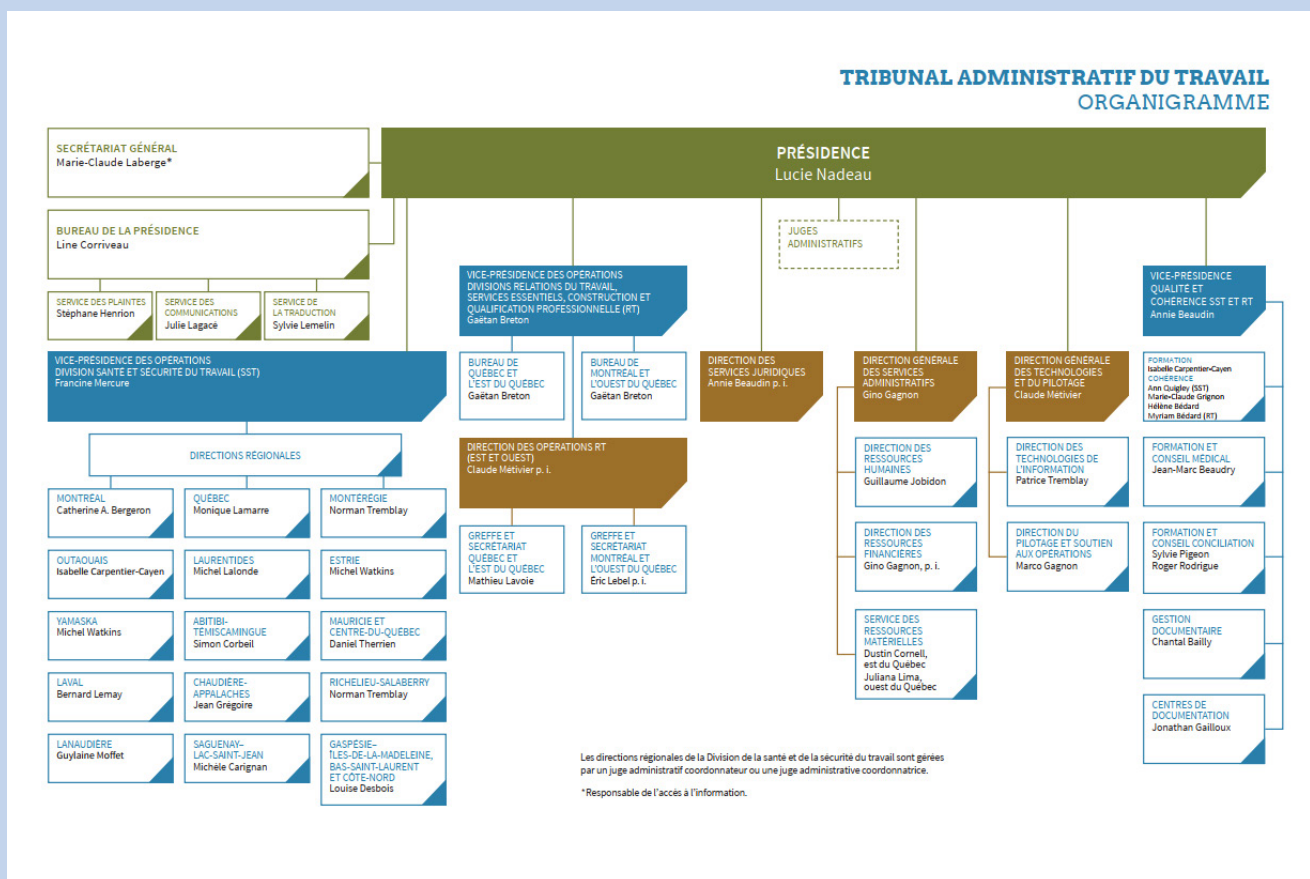 TRIBUNAL ADMINISTRATIF DU TRAVAIL
ORGANIGRAMME
SECRÉTARIAT GÉNÉRAL
Marie-Claude Laberge*
PRÉSIDENCE
Lucie Nadeau
BUREAU DE LA PRÉSIDENCE
Line Corriveau
JUGES
ADMINISTRATIFS
SERVICE DES PLAINTES
Stéphane Henrion
SERVICE DES
COMMUNICATIONS
Julie Lagacé
SERVICE DE
LA TRADUCTION
Sylvie Lemelin
VICE-PRÉSIDENCE DES OPÉRATIONS
DIVISION SANTÉ ET SÉCURITÉ DU TRAVAIL (SST)
Francine Mercure
DIRECTIONS RÉGIONALES
MONTRÉAL
Catherine A. Bergeron
QUÉBEC
Monique Lamarre
MONTÉRÉGIE
Norman Tremblay
OUTAOUAIS
Isabelle Carpentier-Cayen
LAURENTIDES
Michel Lalonde
ESTRIE
Michel Watkins
YAMASKA
Michel Watkins
ABITIBI-
TÉMISCAMINGUE
Simon Corbeil
MAURICIE ET
CENTRE-DU-QUÉBEC
Daniel Therrien
LAVAL
Bernard Lemay
CHAUDIÈRE-
APPALACHES
Jean Grégoire
RICHELIEU-SALABERRY
Norman Tremblay
LANAUDIÈRE
Guylaine Moffet
SAGUENAY–
LAC-SAINT-JEAN
Michèle Carignan
GASPÉSIE–
ÎLES-DE-LA-MADELEINE,
BAS-SAINT-LAURENT
ET CÔTE-NORD
Louise Desbois
VICE-PRÉSIDENCE DES OPÉRATIONS
DIVISIONS RELATIONS DU TRAVAIL,
SERVICES ESSENTIELS, CONSTRUCTION ET
QUALIFICATION PROFESSIONNELLE (RT)
Gaëtan Breton
BUREAU DE
QUÉBEC ET
L'EST DU QUÉBEC
Gaëtan Breton
BUREAU DE
MONTRÉAL ET
L'OUEST DU QUÉBEC
Gaëtan Breton
DIRECTION DES OPÉRATIONS RT
(EST ET OUEST)
Claude Métivier p. i.
GREFFE ET
SECRÉTARIAT
QUÉBEC ET
L'EST DU QUÉBEC
Mathieu Lavoie
GREFFE ET
SECRÉTARIAT
MONTRÉAL ET
L'OUEST DU QUÉBEC
Éric Lebel p. i.
DIRECTION DES
SERVICES JURIDIQUES
Annie Beaudin p. i.
DIRECTION GÉNÉRALE
DES SERVICES
ADMINISTRATIFS
Gino Gagnon
DIRECTION DES
RESSOURCES
HUMAINES
Guillaume Jobidon
DIRECTION DES
RESSOURCES
FINANCIÈRES
Gino Gagnon, p. i.
SERVICE DES
RESSOURCES
MATÉRIELLES
Dustin Cornell,
est du Québec
Juliana Lima,
ouest du Québec
DIRECTION GÉNÉRALE
DES TECHNOLOGIES
ET DU PILOTAGE
Claude Métivier
DIRECTION DES
TECHNOLOGIES DE
L'INFORMATION
Patrice Tremblay
DIRECTION DU
PILOTAGE ET SOUTIEN
AUX OPÉRATIONS
Marco Gagnon
VICE-PRÉSIDENCE
QUALITÉ ET
COHÉRENCE SST ET RT
Annie Beaudin
FORMATION
Isabelle Carpentier-Cayen
COHÉRENCE
Ann Quigley (SST)
Marie-Claude Grignon
Hélène Bédard
Myriam Bédard (RT)
FORMATION ET
CONSEIL MÉDICAL
Jean-Marc Beaudry
FORMATION ET
CONSEIL CONCILIATION
Sylvie Pigeon
Roger Rodrigue
GESTION
DOCUMENTAIRE
Chantal Bailly
CENTRES DE
DOCUMENTATION
Jonathan Gailloux
Les directions régionales de la Division de la santé et de la sécurité du travail sont gérées
par un juge administratif coordonnateur ou une juge administrative coordonnatrice.
*Responsable de l'accès à l'information.